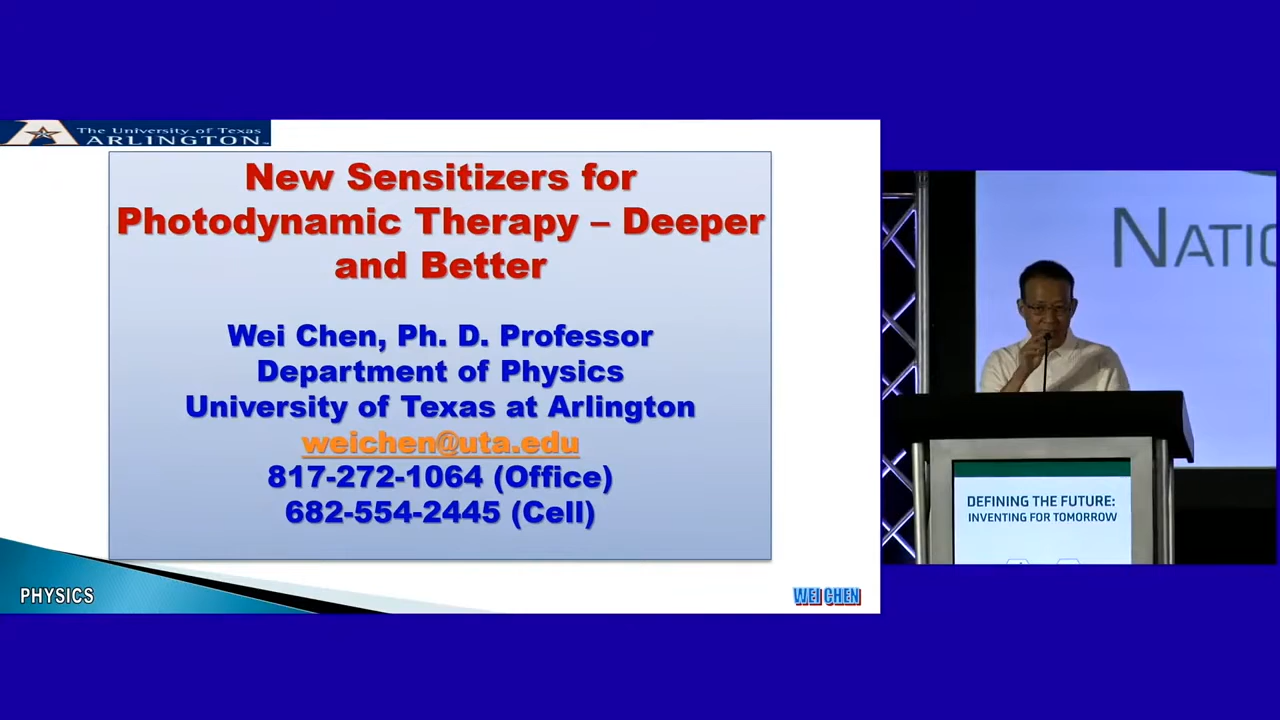 The University of Texas
ARLINGTON
New Sensitizers for
Photodynamic Therapy – Deeper
and Better
Wei Chen, Ph. D. Professor
Department of Physics
University of Texas at Arlington
weichen@uta.edu
817-272-1064 (Office)
682-554-2445 (Cell)
PHYSICS
WEI CHEN
NATIO
DEFINING THE FUTURE:
INVENTING FOR TOMORROW